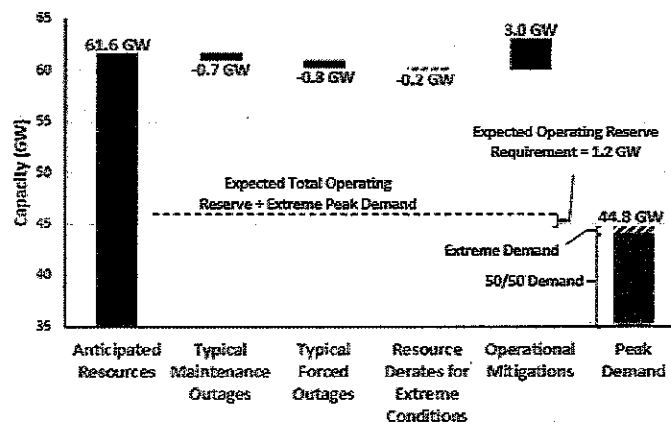 61.6 GW
-0.7 GW
-0.8 GW
-0.2 GW
3.0 GW
65
60
55
50
45
40
35
Capacity (GW)
Expected Operating Reserve
Requirement = 1.2 GW
Expected Total Operating
Reserve + Extreme Peak Demand
44.8 GW
Extreme Demand
50/50 Demand
Anticipated
Resources
Typical
Maintenance
Outages
Typical
Forced
Outages
Resource
Derates for
Extreme
Conditions
Operational
Mitigations
Peak
Demand